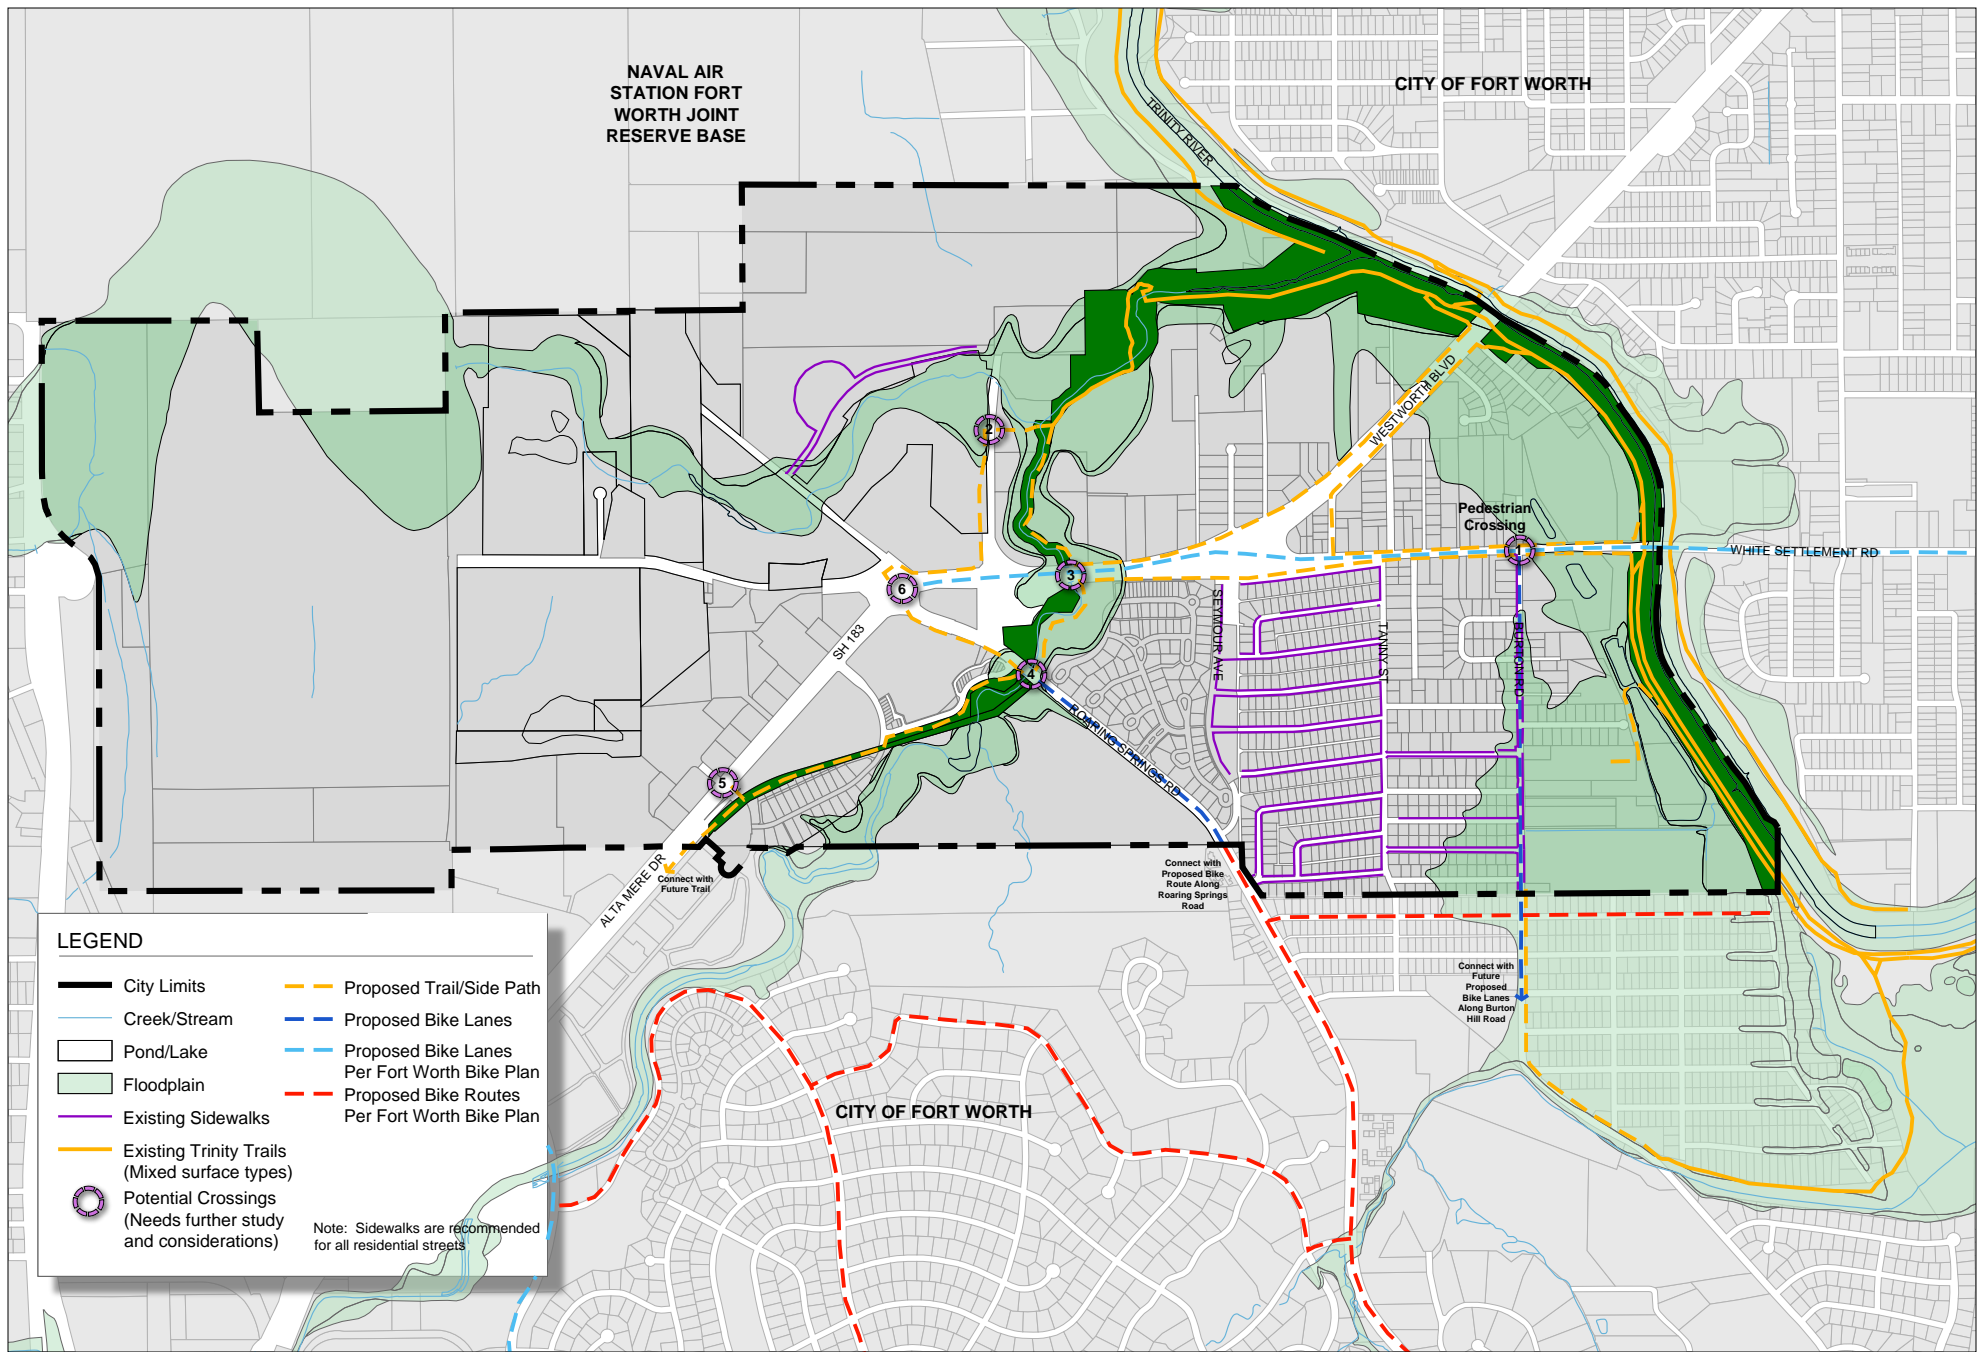 NAVAL AIR
STATION FORT
WORTH JOINT
RESERVE BASE
CITY OF FORT WORTH
TRINITY RIVER
WESTWORTH BLVD
Pedestrian
Crossing
WHITE SETTLEMENT RD
1
2
3
4
5
6
SH 183
SEYMOUR AVE
TANNY ST
BURTON RD
ROARING SPRINGS RD
ALTA MERE DR
Connect with
Future Trail
Connect with
Proposed Bike
Route Along
Roaring Springs
Road
Connect with
Future
Proposed
Bike Lanes
Along Burton
Hill Road
CITY OF FORT WORTH
LEGEND
City Limits
Creek/Stream
Pond/Lake
Floodplain
Existing Sidewalks
Existing Trinity Trails
(Mixed surface types)
Potential Crossings
(Needs further study
and considerations)
Proposed Trail/Side Path
Proposed Bike Lanes
Proposed Bike Lanes
Per Fort Worth Bike Plan
Proposed Bike Routes
Per Fort Worth Bike Plan
Note: Sidewalks are recommended
for all residential streets